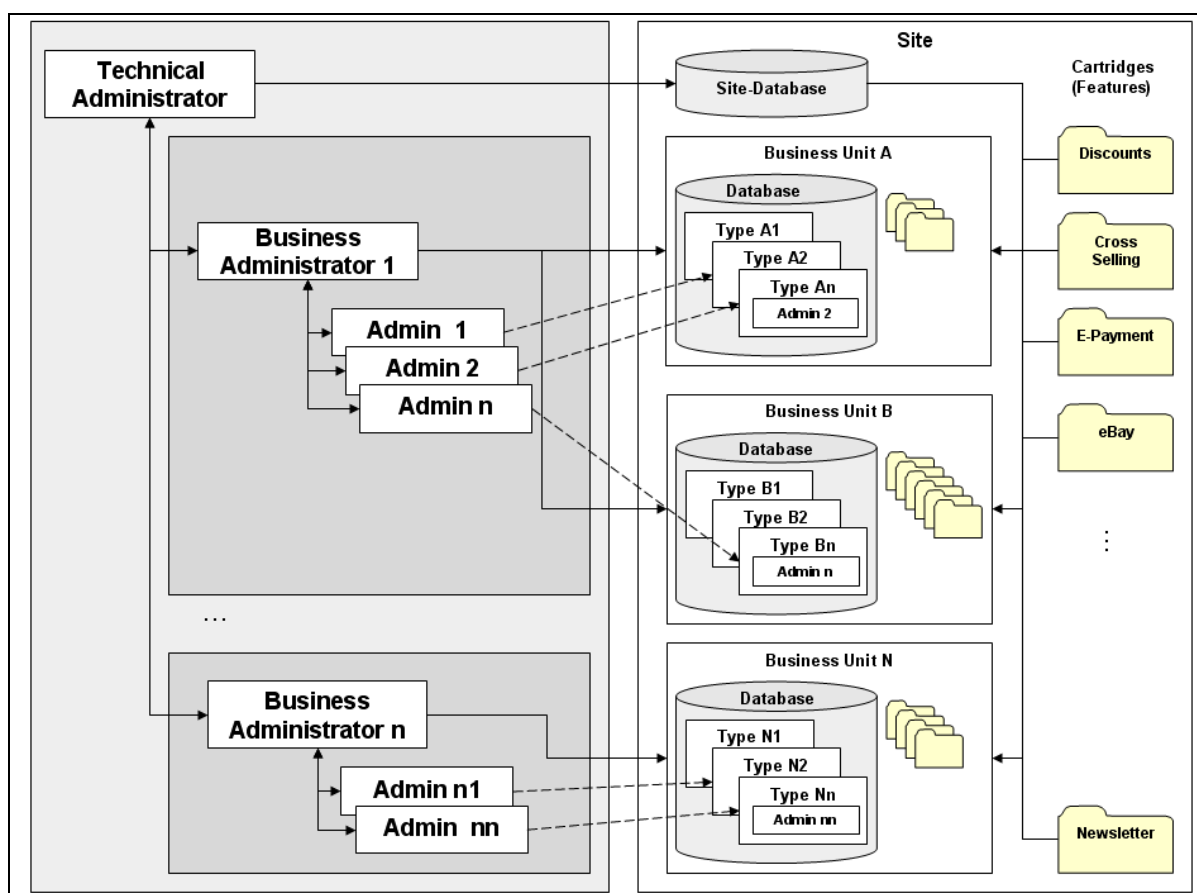 Technical
Administrator
Business
Administrator 1
Admin 1
Admin 2
Admin n
...
Business
Administrator n
Admin n1
Admin nn
Site
Site-Database
Business Unit A
Database
Type A1
Type A2
Type An
Admin 2
Business Unit B
Database
Type B1
Type B2
Type Bn
Admin n
Business Unit N
Database
Type N1
Type N2
Type Nn
Admin nn
Cartridges
(Features)
Discounts
Cross
Selling
E-Payment
eBay
⋮
Newsletter